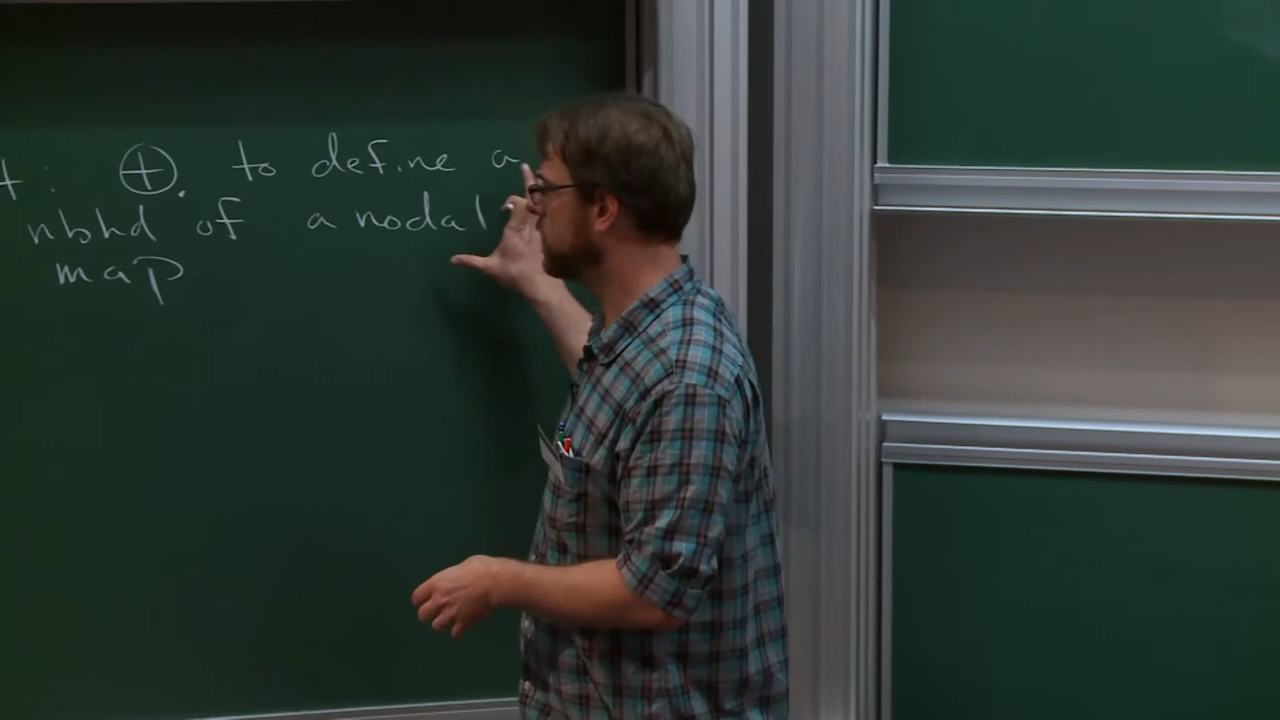 t: ⊕. to define a
nbhd of a nodal
map